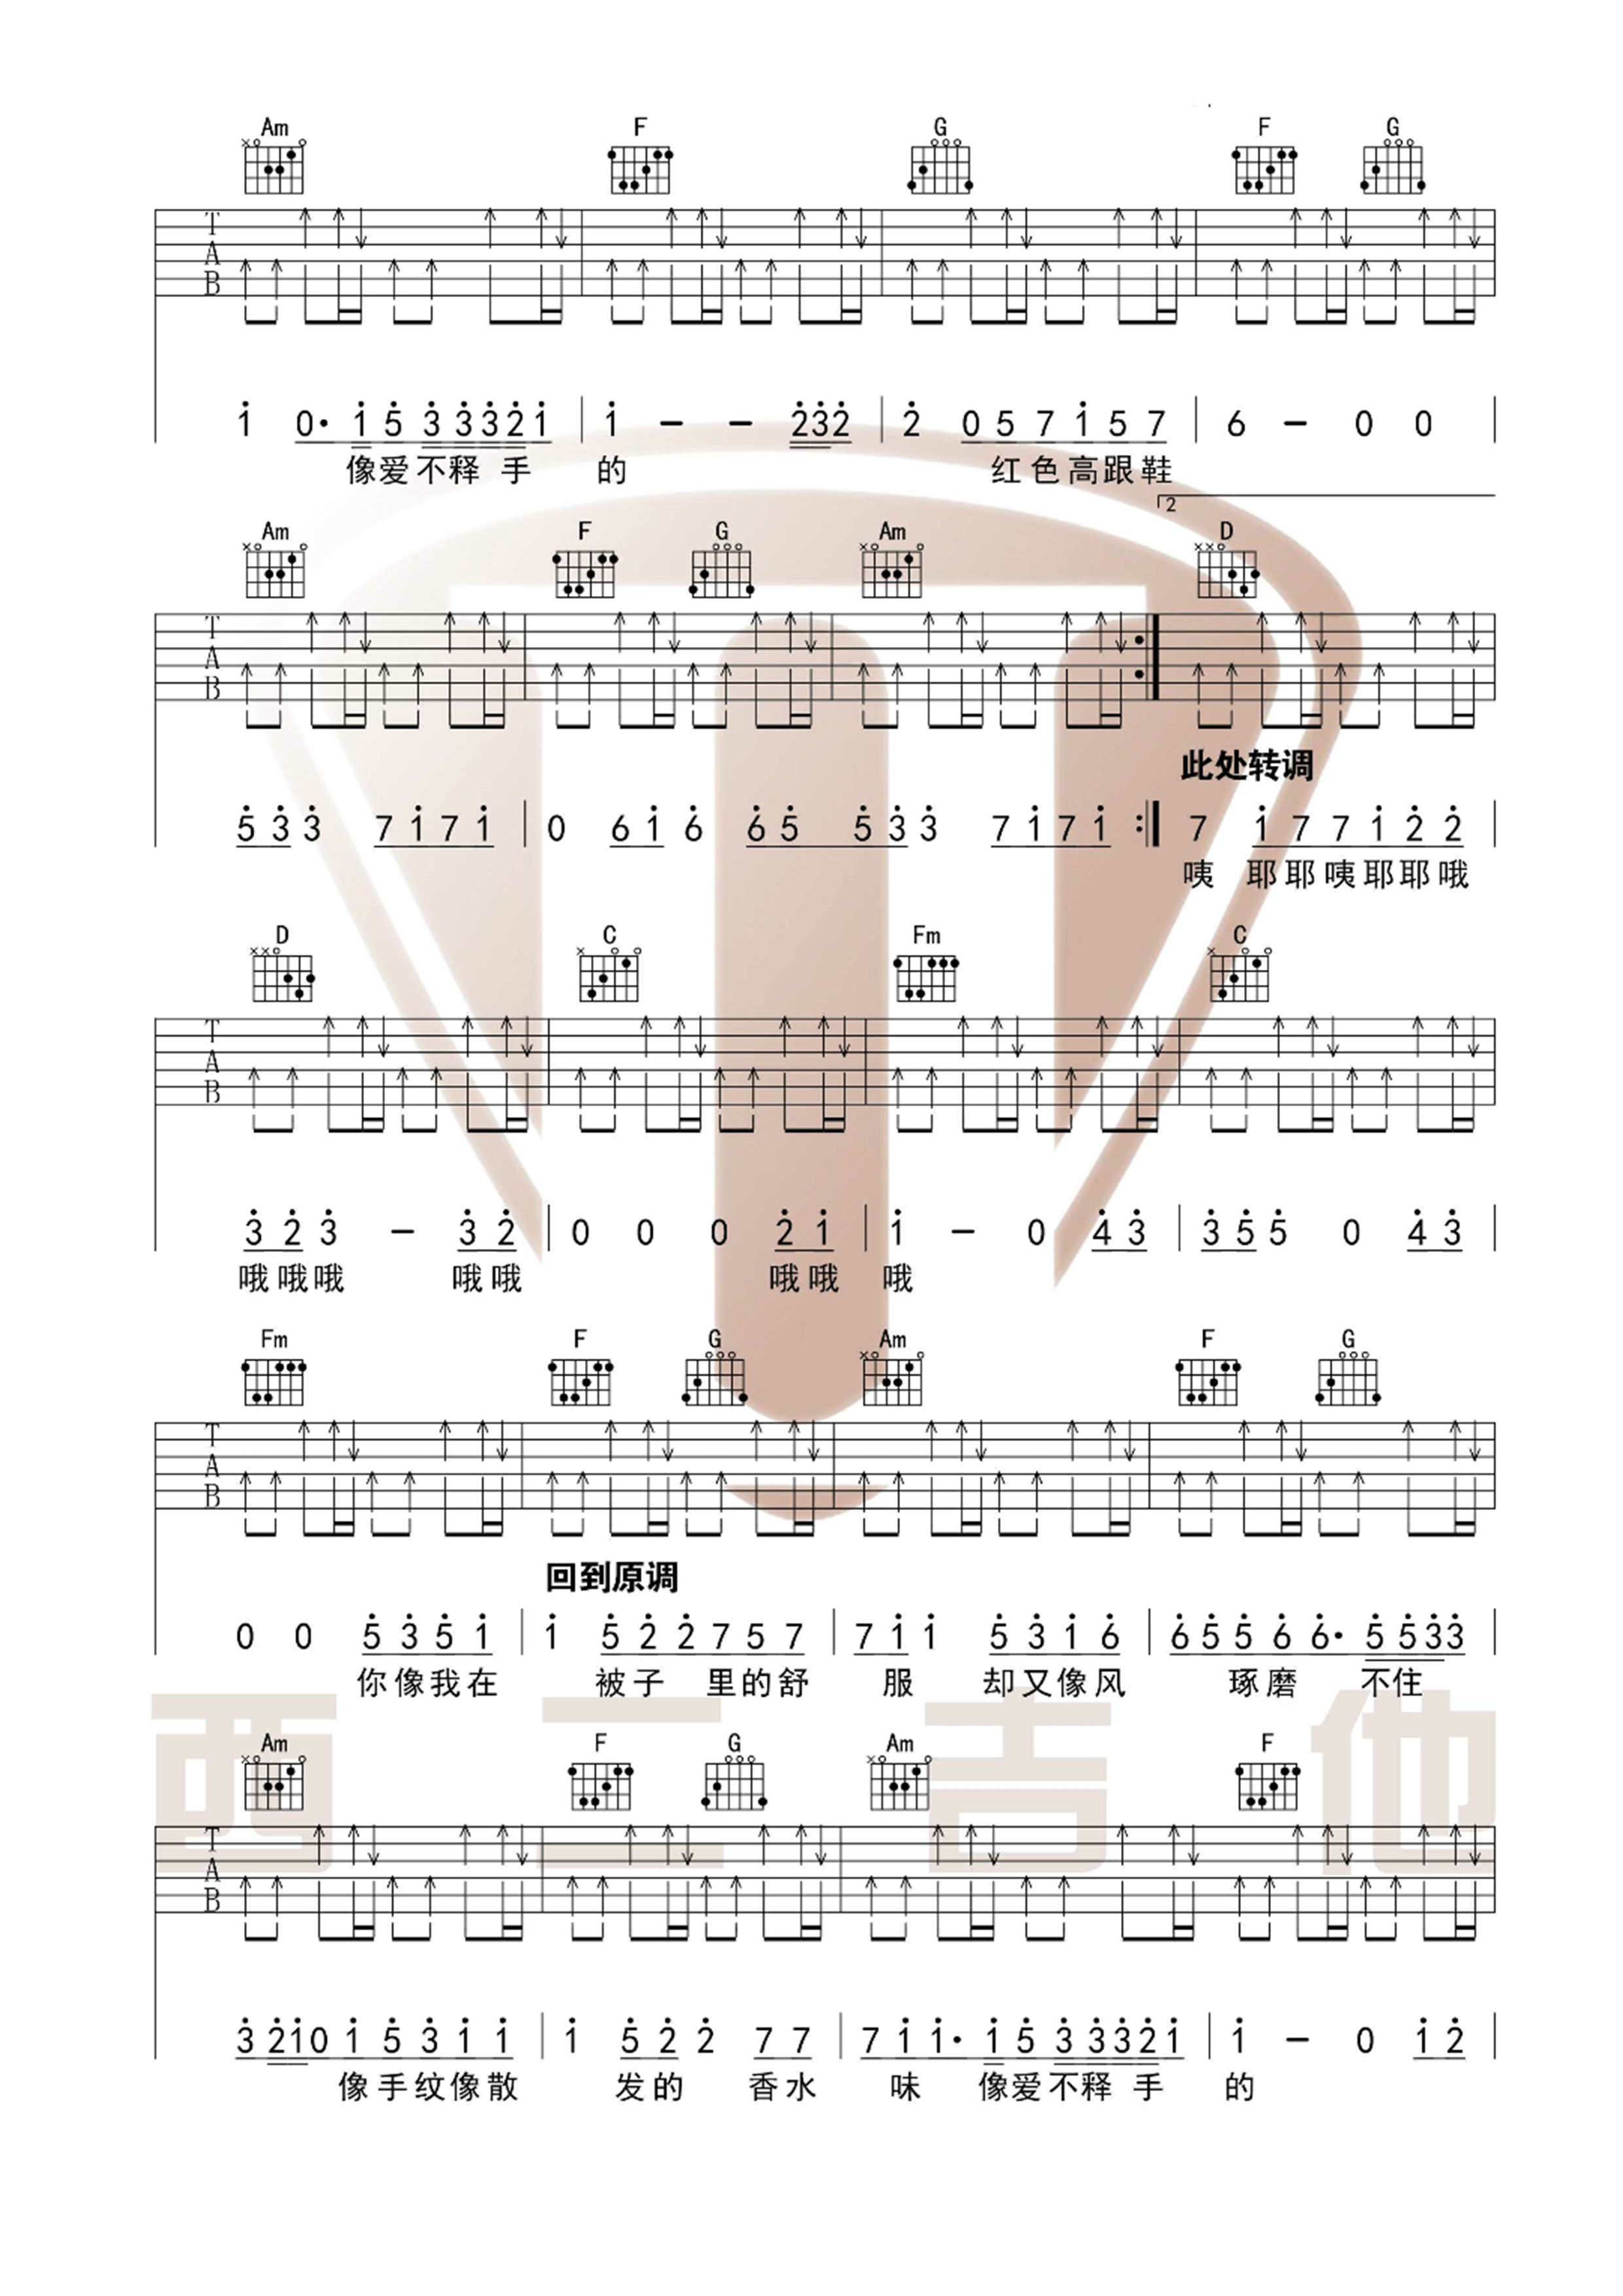 Am F G F G
T
A
B
1 0· 1 5 3 3 3 2 1 | 1 - - 2 3 2 | 2 0 5 7 1 5 7 | 6 - 0 0 |
像爱不释 手 的 红色高跟鞋
2
Am F G Am D
T
A
B
此处转调
5 3 3 7 1 7 1 | 0 6 1 6 6 5 5 3 3 7 1 7 1 :| 7 1 7 7 1 2 2 |
咦 耶耶咦耶耶哦
D C Fm C
T
A
B
3 2 3 - 3 2 | 0 0 0 2 1 | 1 - 0 4 3 | 3 5 5 0 4 3 |
哦哦哦 哦哦 哦哦 哦
Fm F G Am F G
T
A
B
回到原调
0 0 5 3 5 1 | 1 5 2 2 7 5 7 | 7 1 1 5 3 1 6 | 6 5 5 6 6· 5 5 3 3 |
你像我在 被子 里的舒 服 却又像风 琢磨 不住
Am F G Am F
T
A
B
3 2 1 0 1 5 3 1 1 | 1 5 2 2 7 7 | 7 1 1· 1 5 3 3 3 2 1 | 1 - 0 1 2 |
像手纹像散 发的 香水 味 像爱不释 手 的
酉二吉他